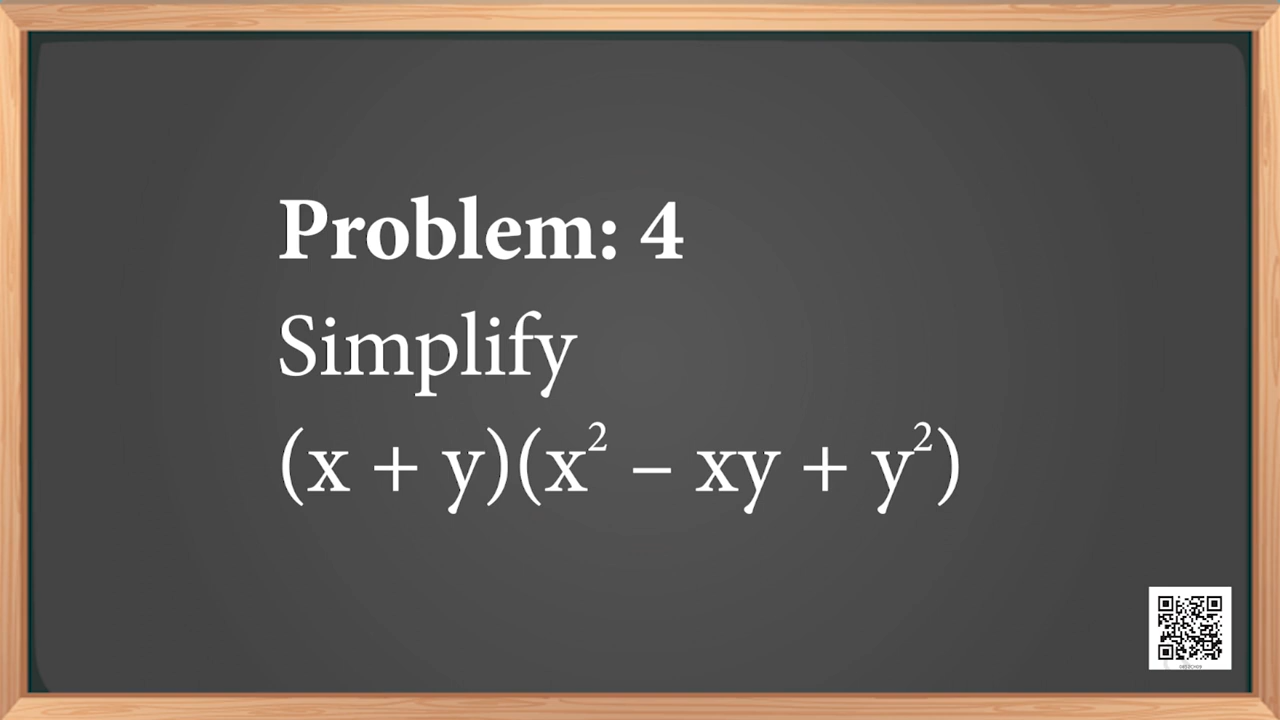 Problem: 4
Simplify
(x + y)(x² – xy + y²)